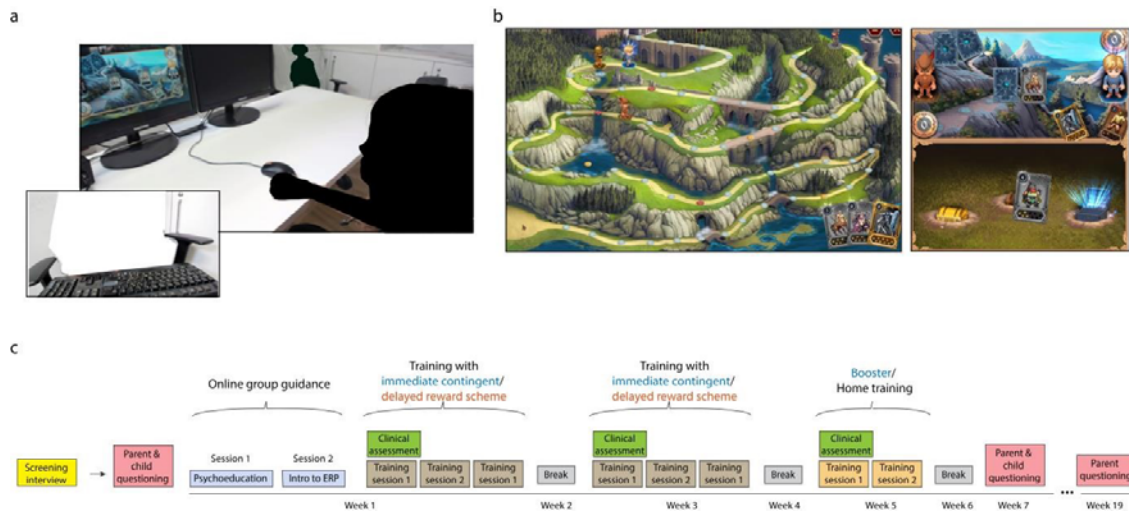 a
b
c
Online group guidance
Training with
immediate contingent/
delayed reward scheme
Training with
immediate contingent/
delayed reward scheme
Booster/
Home training
Screening
interview
Parent &
child
questioning
Session 1
Psychoeducation
Session 2
Intro to ERP
Clinical
assessment
Training
session 1
Training
session 2
Training
session 1
Break
Clinical
assessment
Training
session 1
Training
session 2
Training
session 1
Break
Clinical
assessment
Training
session 1
Training
session 2
Break
Parent &
child
questioning
•••
Parent
questioning
Week 1
Week 2
Week 3
Week 4
Week 5
Week 6
Week 7
Week 19